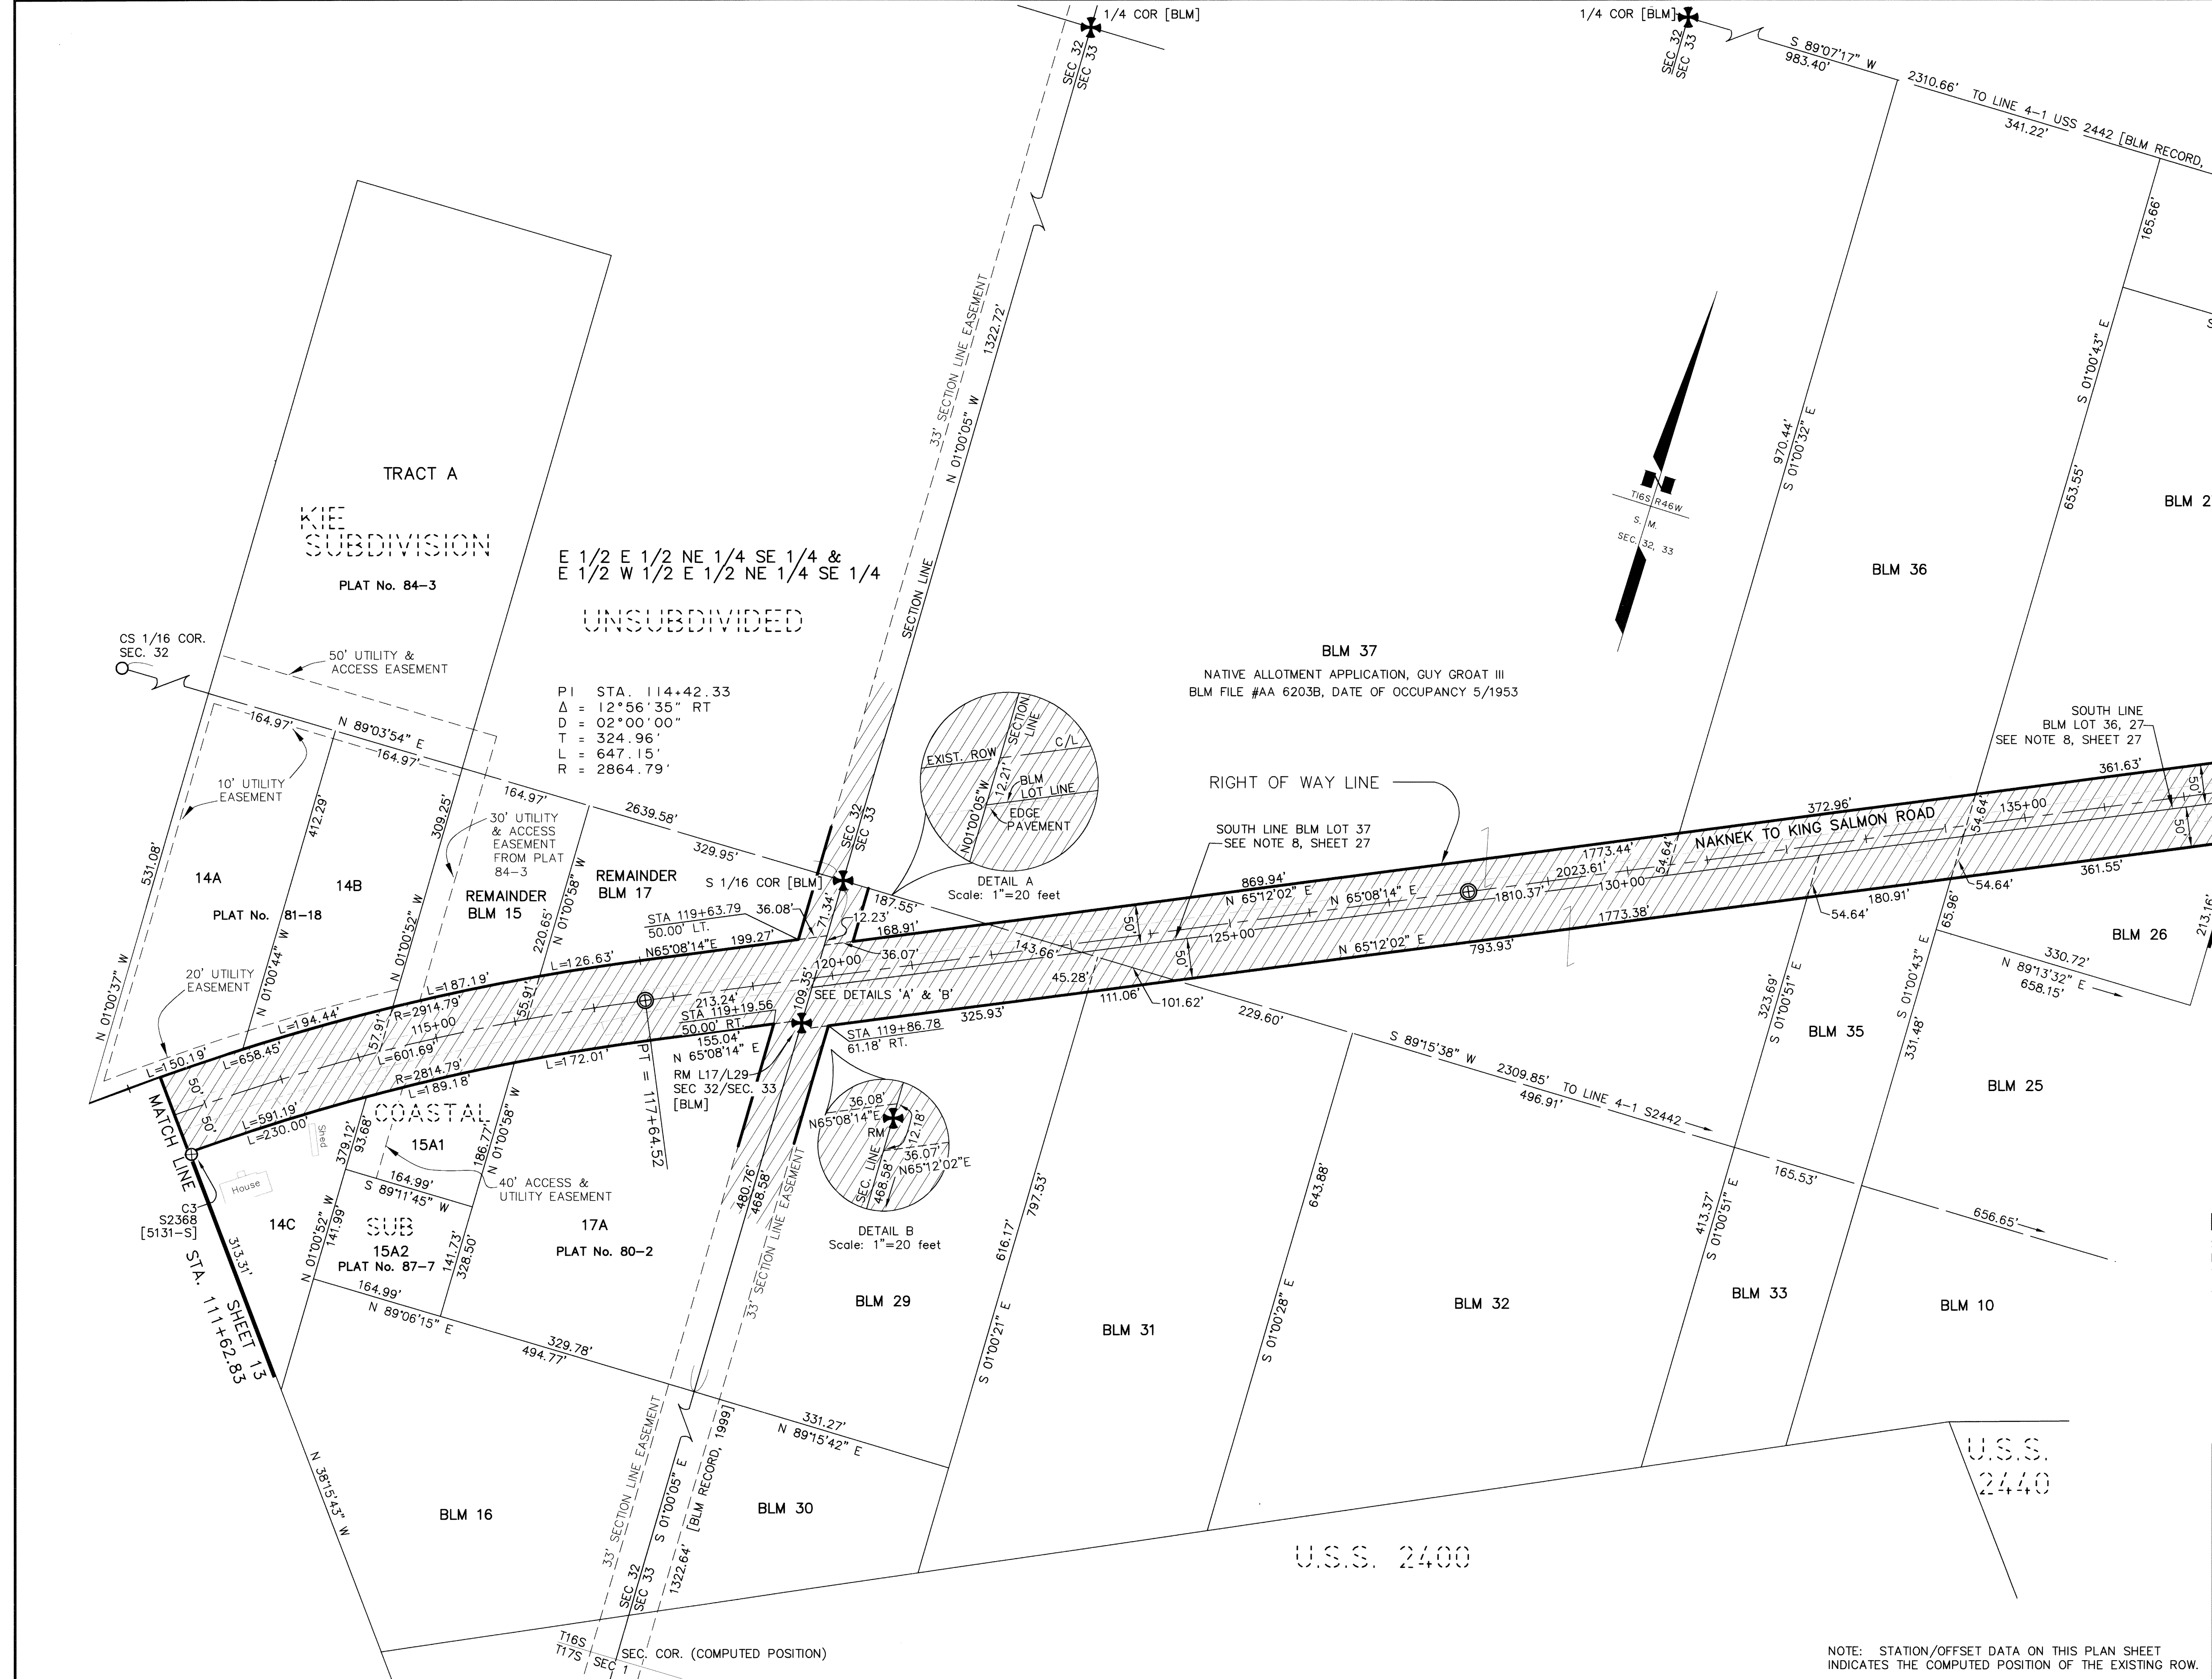 1/4 COR [BLM]
SEC 32
SEC 33
1/4 COR [BLM]
SEC 32
SEC 33
S 89°07'17" W
983.40'
2310.66' TO LINE 4-1 USS 2442 [BLM RECORD,
341.22'
165.66'
S 01°00'43" E
653.55'
970.44'
S 01°00'32" E
BLM 2
BLM 36
T16S R46W
S. M.
SEC. 32, 33
33' SECTION LINE EASEMENT
1322.72'
N 01°00'05" W
SECTION LINE
TRACT A
KIE
SUBDIVISION
PLAT No. 84-3
E 1/2 E 1/2 NE 1/4 SE 1/4 &
E 1/2 W 1/2 E 1/2 NE 1/4 SE 1/4
UNSUBDIVIDED
CS 1/16 COR.
SEC. 32
50' UTILITY &
ACCESS EASEMENT
PI STA. 114+42.33
Δ = 12°56'35" RT
D = 02°00'00"
T = 324.96'
L = 647.15'
R = 2864.79'
BLM 37
NATIVE ALLOTMENT APPLICATION, GUY GROAT III
BLM FILE #AA 6203B, DATE OF OCCUPANCY 5/1953
SOUTH LINE
BLM LOT 36, 27
SEE NOTE 8, SHEET 27
RIGHT OF WAY LINE
SOUTH LINE BLM LOT 37
SEE NOTE 8, SHEET 27
EXIST. ROW
SECTION
LINE
C/L
12.21'
BLM
LOT LINE
N01°00'05"W
EDGE
PAVEMENT
DETAIL A
Scale: 1"=20 feet
164.97'
N 89°03'54" E
164.97'
164.97'
2639.58'
329.95'
10' UTILITY
EASEMENT
531.08'
N 01°00'37" W
412.29'
N 01°00'44" W
309.25'
N 01°00'52" W
30' UTILITY
& ACCESS
EASEMENT
FROM PLAT
84-3
220.65'
N 01°00'58" W
14A
14B
PLAT No. 81-18
REMAINDER
BLM 15
REMAINDER
BLM 17
20' UTILITY
EASEMENT
S 1/16 COR [BLM]
SEC 32
SEC 33
STA 119+63.79
50.00' LT.
36.08'
71.34'
12.23'
187.55'
168.91'
36.07'
L=150.19'
L=194.44'
L=187.19'
L=126.63'
N65°08'14"E
199.27'
L=658.45'
R=2914.79'
115+00
57.91'
55.91'
L=601.69'
R=2814.79'
L=189.18'
L=172.01'
L=591.19'
L=230.00'
50'
50'
213.24'
STA 119+19.56
50.00' RT.
155.04'
N 65°08'14" E
RM L17/L29
SEC 32/SEC. 33
[BLM]
PT = 117+64.52
109.35'
120+00
SEE DETAILS 'A' & 'B'
STA 119+86.78
61.18' RT.
325.93'
143.66'
45.28'
111.06'
101.62'
229.60'
125+00
50'
50'
869.94'
N 65°12'02" E
N 65°08'14" E
N 65°12'02" E
793.93'
1773.44'
2023.61'
130+00
1810.37'
1773.38'
54.64'
372.96'
NAKNEK TO KING SALMON ROAD
54.64'
135+00
361.63'
50'
50'
361.55'
54.64'
180.91'
54.64'
65.96'
213.16'
BLM 26
330.72'
N 89°13'32" E
658.15'
323.69'
S 01°00'51" E
S 01°00'43" E
331.48'
BLM 35
BLM 25
S 89°15'38" W
2309.85' TO LINE 4-1 S2442
496.91'
165.53'
656.65'
413.37'
S 01°00'51" E
MATCH LINE
STA. 111+62.83
SHEET 13
Shed
House
C3
S2368
[5131-S]
313.31'
14C
COASTAL
15A1
SUB
15A2
PLAT No. 87-7
379.12'
93.68'
N 01°00'52" W
141.99'
164.99'
S 89°11'45" W
186.77'
N 01°00'58" W
141.73'
328.50'
40' ACCESS &
UTILITY EASEMENT
17A
PLAT No. 80-2
164.99'
N 89°06'15" E
329.78'
494.77'
480.76'
468.58'
33' SECTION LINE EASEMENT
36.08'
N65°08'14"E
RM
12.18'
36.07'
N65°12'02"E
SEC. LINE
468.58'
DETAIL B
Scale: 1"=20 feet
BLM 29
BLM 31
BLM 32
BLM 33
BLM 10
616.17'
797.53'
S 01°00'21" E
643.88'
S 01°00'28" E
331.27'
N 89°15'42" E
N 38°15'43" W
BLM 16
BLM 30
33' SECTION LINE EASEMENT
S 01°00'05" E
1322.64' [BLM RECORD, 1999]
SEC 32
SEC 33
T16S
T17S
SEC 1
SEC. COR. (COMPUTED POSITION)
U.S.S. 2400
U.S.S.
2440
NOTE: STATION/OFFSET DATA ON THIS PLAN SHEET
INDICATES THE COMPUTED POSITION OF THE EXISTING ROW.